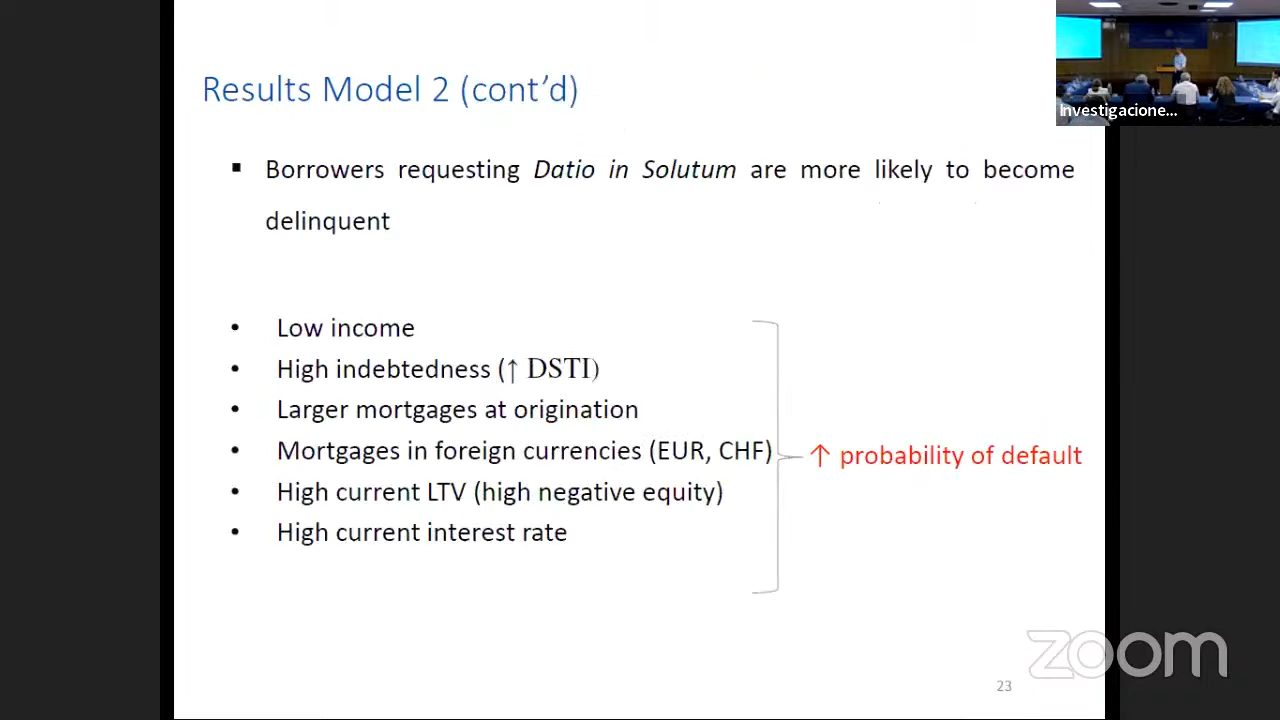 Results Model 2 (cont’d)
Investigacione...
▪ Borrowers requesting Datio in Solutum are more likely to become
delinquent
• Low income
• High indebtedness (↑ DSTI)
• Larger mortgages at origination
• Mortgages in foreign currencies (EUR, CHF)
• High current LTV (high negative equity)
• High current interest rate
↑ probability of default
zoom
23